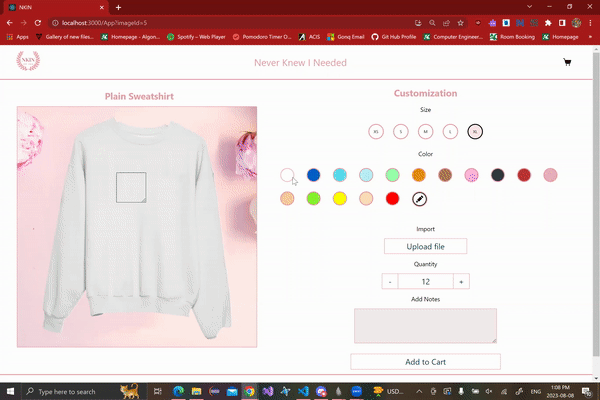 NKIN
localhost:3000/App?imageId=5
Apps
Gallery of new files...
Homepage - Algon...
Spotify – Web Player
Pomodoro Timer O...
ACIS
Gonq Email
Git Hub Profile
Computer Engineer...
Room Booking
Homepage
NKIN
Never Knew I Needed
Plain Sweatshirt
Customization
Size
XS
S
M
L
XL
Color
Import
Upload file
Quantity
- 12 +
Add Notes
Add to Cart
Type here to search
USD...
ENG
1:08 PM
2023-08-08